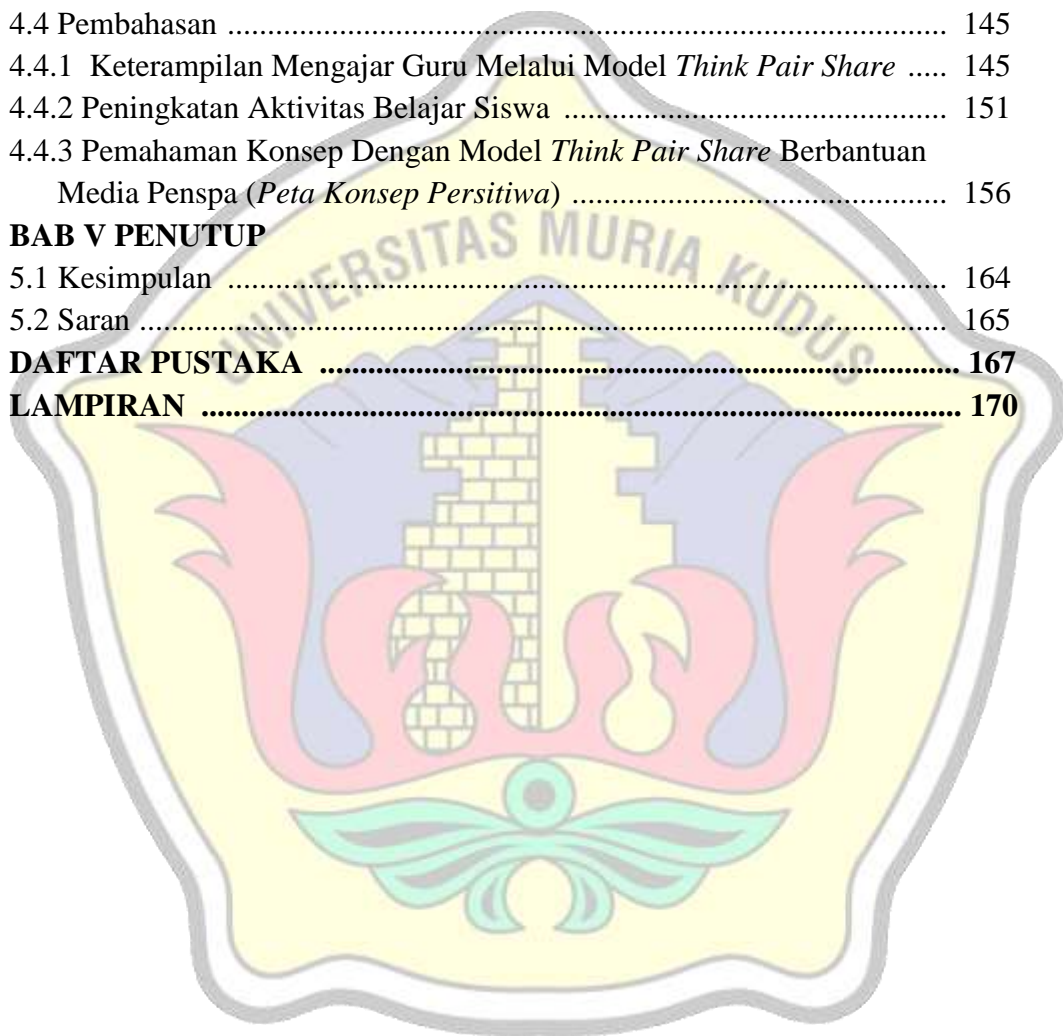 4.4 Pembahasan ........................................................................................... 145
4.4.1 Keterampilan Mengajar Guru Melalui Model Think Pair Share ..... 145
4.4.2 Peningkatan Aktivitas Belajar Siswa ................................................ 151
4.4.3 Pemahaman Konsep Dengan Model Think Pair Share Berbantuan
Media Penspa (Peta Konsep Persitiwa) ............................................... 156
BAB V PENUTUP
5.1 Kesimpulan ........................................................................................... 164
5.2 Saran ...................................................................................................... 165
DAFTAR PUSTAKA ................................................................................. 167
LAMPIRAN ................................................................................................ 170
UNIVERSITAS MURIA KUDUS